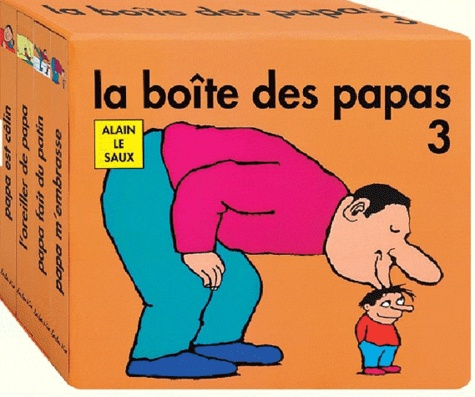 la boîte des papas
3
ALAIN
LE
SAUX
papa est câlin
l'oreiller de papa
papa fait du patin
papa m'embrasse